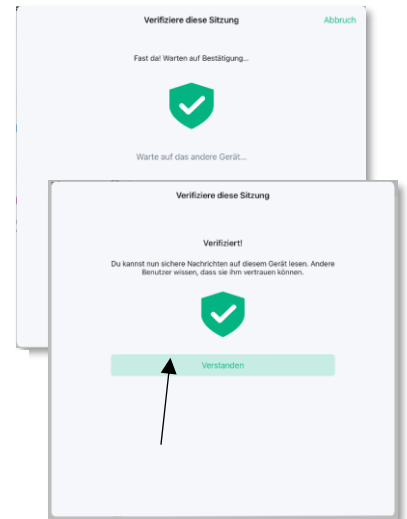 Verifiziere diese Sitzung
Abbruch
Fast da! Warten auf Bestätigung...
Warte auf das andere Gerät...
Verifiziere diese Sitzung
Verifiziert!
Du kannst nun sichere Nachrichten auf diesem Gerät lesen. Andere
Benutzer wissen, dass sie ihm vertrauen können.
Verstanden